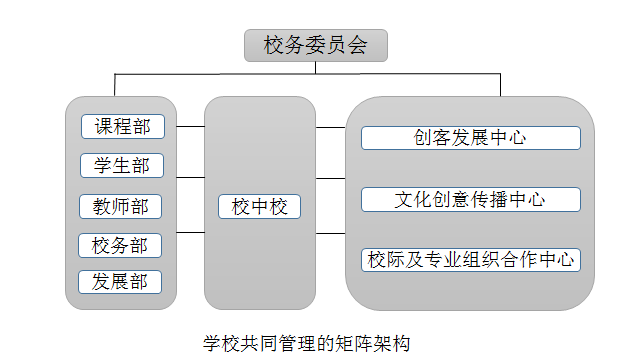 校务委员会
课程部
学生部
教师部
校务部
发展部
校中校
创客发展中心
文化创意传播中心
校际及专业组织合作中心
学校共同管理的矩阵架构